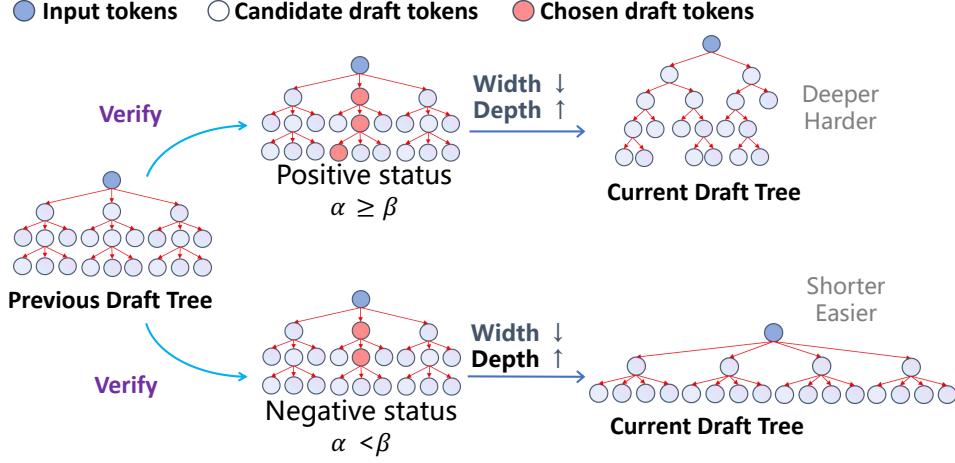 Input tokens Candidate draft tokens Chosen draft tokens
Verify
Width ↓
Depth ↑
Deeper
Harder
Positive status
α ≥ β
Current Draft Tree
Previous Draft Tree
Verify
Width ↓
Depth ↑
Shorter
Easier
Negative status
α <β
Current Draft Tree